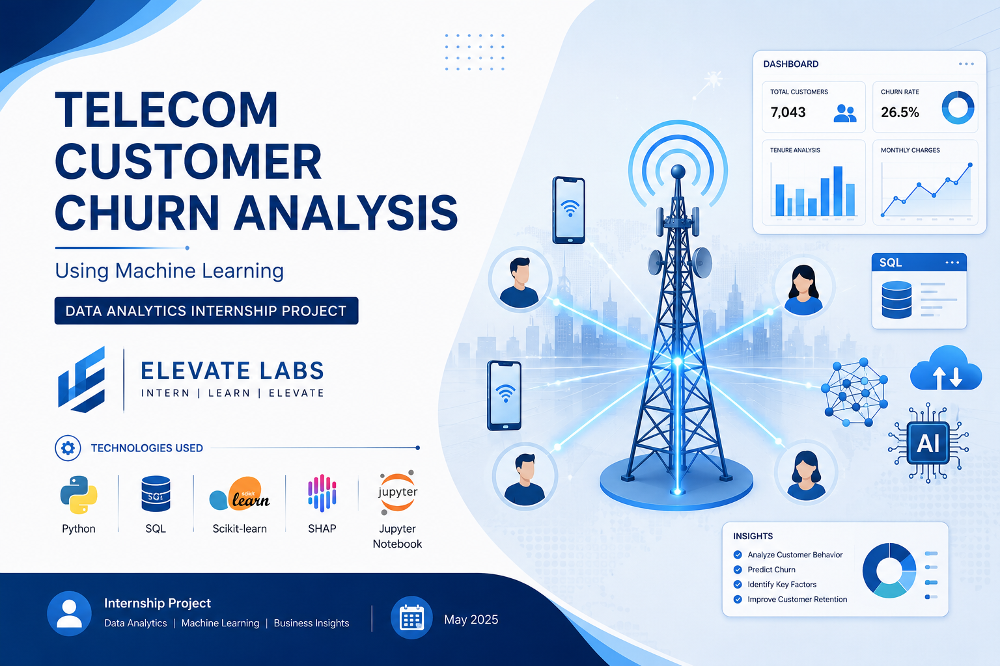 TELECOM
CUSTOMER
CHURN ANALYSIS
Using Machine Learning
DATA ANALYTICS INTERNSHIP PROJECT
ELEVATE LABS
INTERN | LEARN | ELEVATE
TECHNOLOGIES USED
scikit
learn
jupyter
Python
SQL
Scikit-learn
SHAP
Jupyter
Notebook
Internship Project
Data Analytics | Machine Learning | Business Insights
May 2025
DASHBOARD
TOTAL CUSTOMERS
7,043
CHURN RATE
26.5%
TENURE ANALYSIS
MONTHLY CHARGES
SQL
AI
INSIGHTS
Analyze Customer Behavior
Predict Churn
Identify Key Factors
Improve Customer Retention